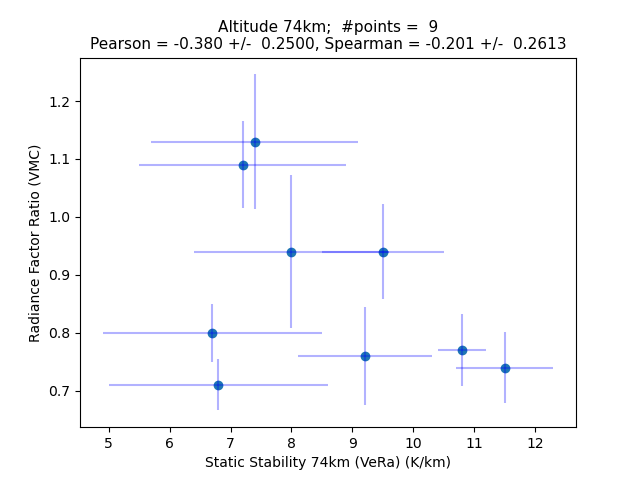 Altitude 74km;  #points =  9
Pearson = -0.380 +/-  0.2500, Spearman = -0.201 +/-  0.2613
1.2
1.1
1.0
0.9
0.8
0.7
Radiance Factor Ratio (VMC)
5 6 7 8 9 10 11 12
Static Stability 74km (VeRa) (K/km)